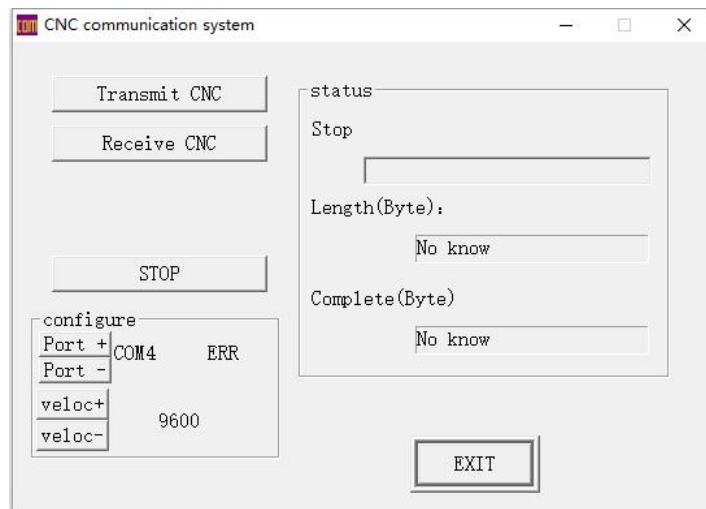 com CNC communication system
Transmit CNC
Receive CNC
STOP
configure
Port +
Port -
COM4 ERR
veloc+
veloc-
9600
status
Stop
Length(Byte):
No know
Complete(Byte)
No know
EXIT